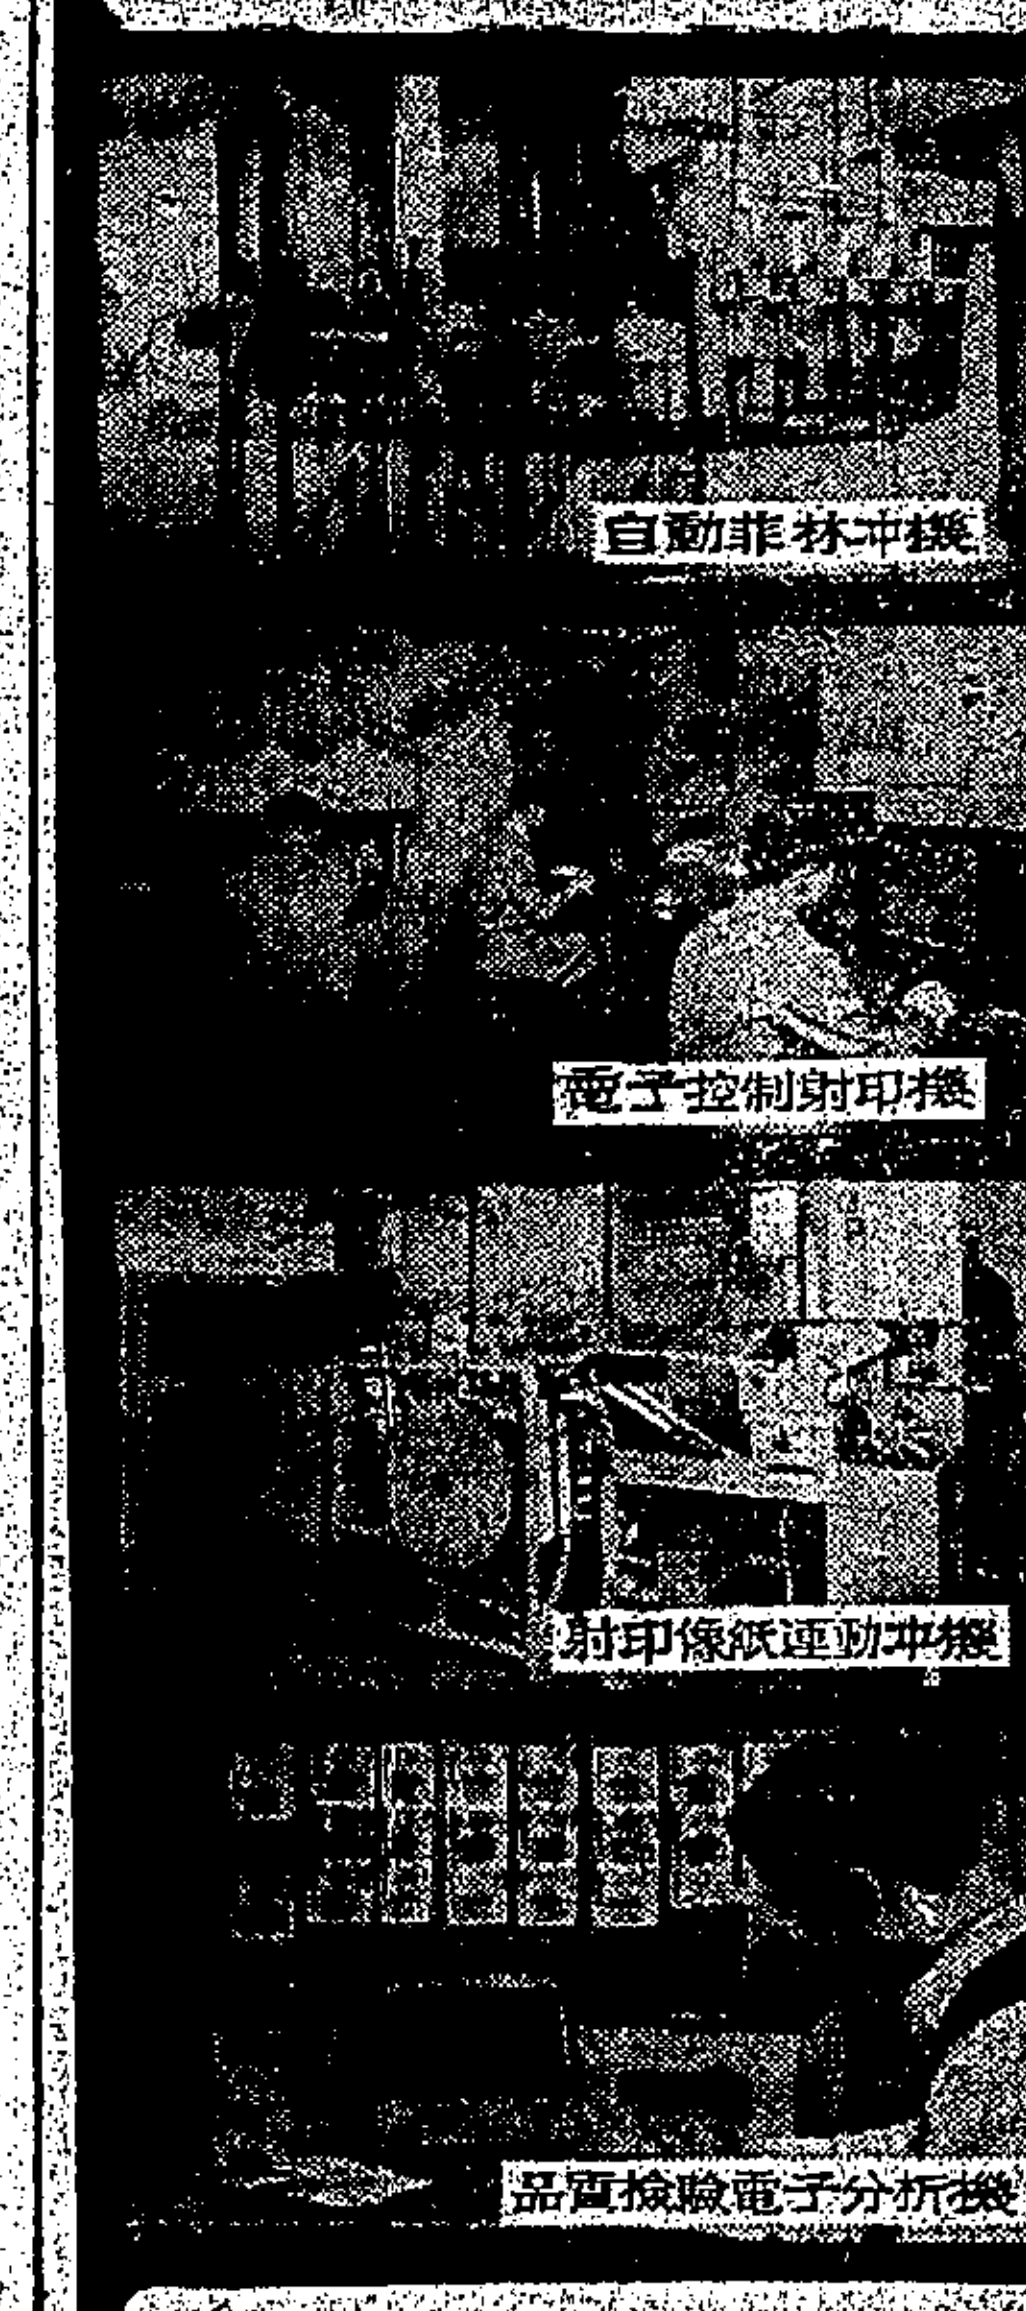 自動菲林冲機
電子控制射印機
射印像紙運動冲機
品質檢驗電子分析機